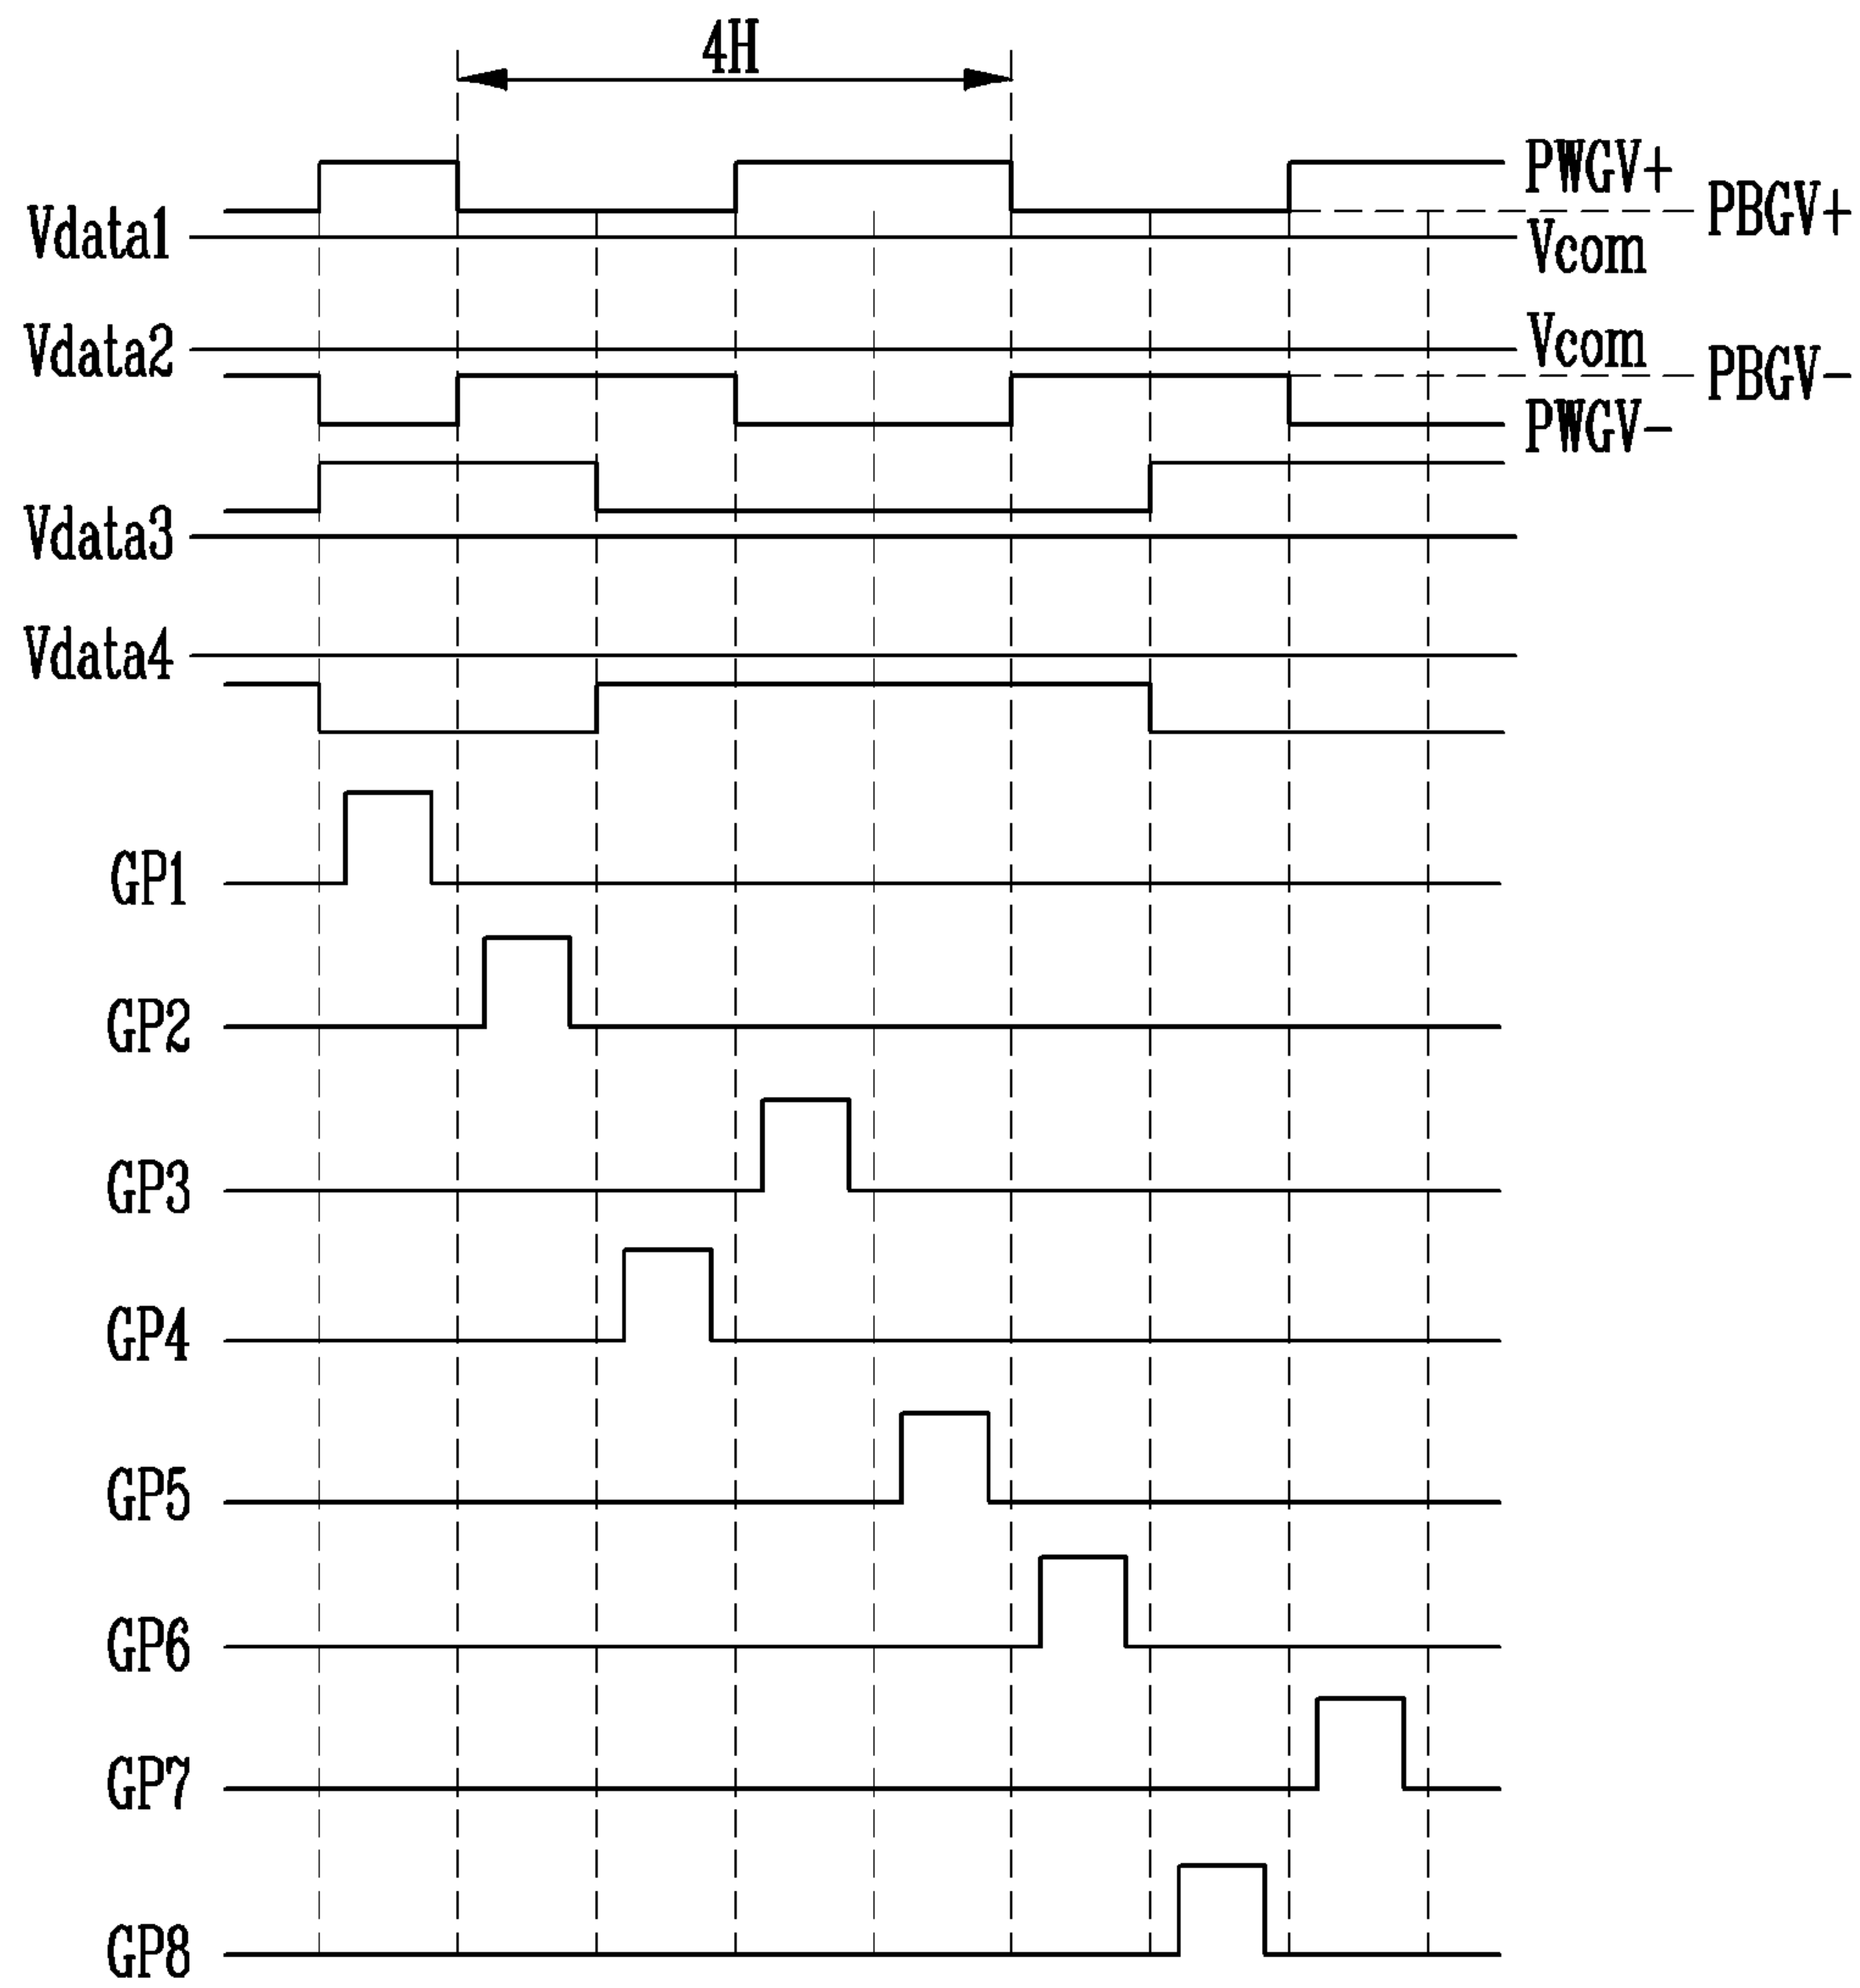 4H
PWGV+
PBGV+
Vdata1
Vcom
Vdata2
Vcom
PBGV-
PWGV-
Vdata3
Vdata4
GP1
GP2
GP3
GP4
GP5
GP6
GP7
GP8